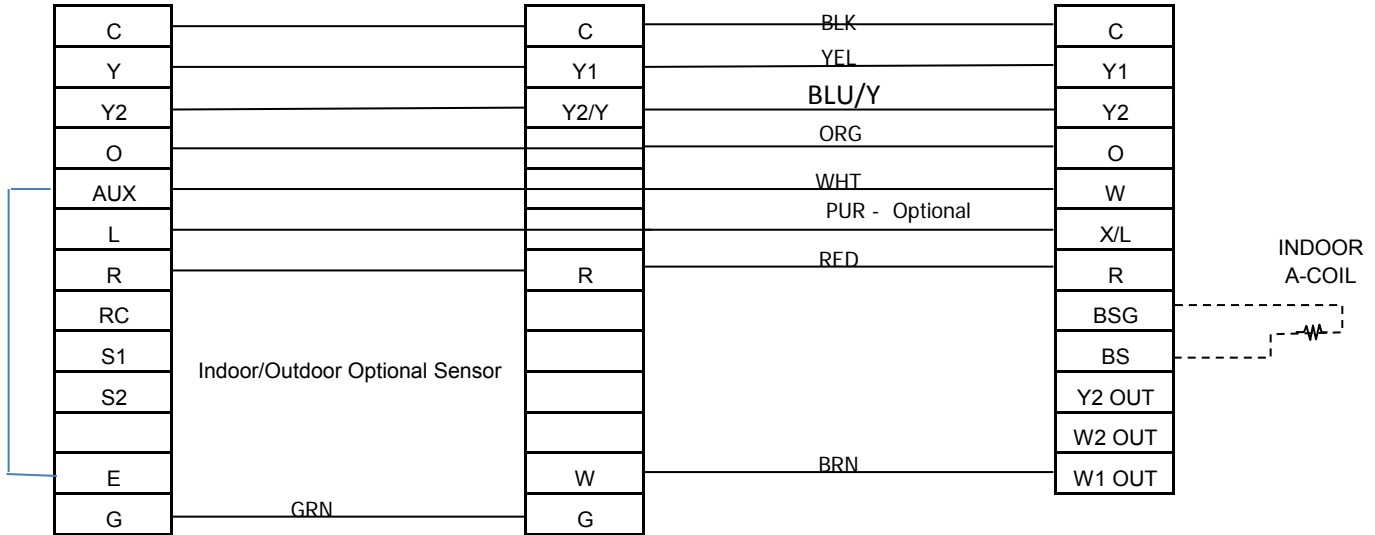 C C BLK C
Y Y1 YEL Y1
Y2 Y2/Y BLU/Y Y2
O ORG O
AUX WHT W
L PUR - Optional X/L
R R RED R
INDOOR
A-COIL
RC BSG
S1 BS
Indoor/Outdoor Optional Sensor
S2 Y2 OUT
W2 OUT
E W BRN W1 OUT
G GRN G